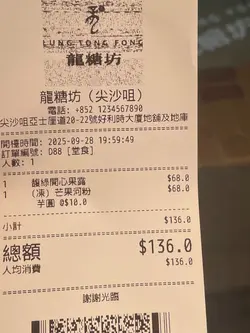 LUNG TONG FONG
龍糖坊
龍糖坊 (尖沙咀)
電話: +852 1234567890
尖沙咀亞士厘道20-22號好利時大廈地舖及地庫
開檯時間: 2025-09-28 19:59:49
訂單編號: D88 [堂食]
人數: 1
1 馥綠開心果露 $68.0
1 (凍) 芒果河粉 $68.0
芋圓 0$10.0
小計 $136.0
總額 $136.0
人均消費 $136.0
謝謝光臨